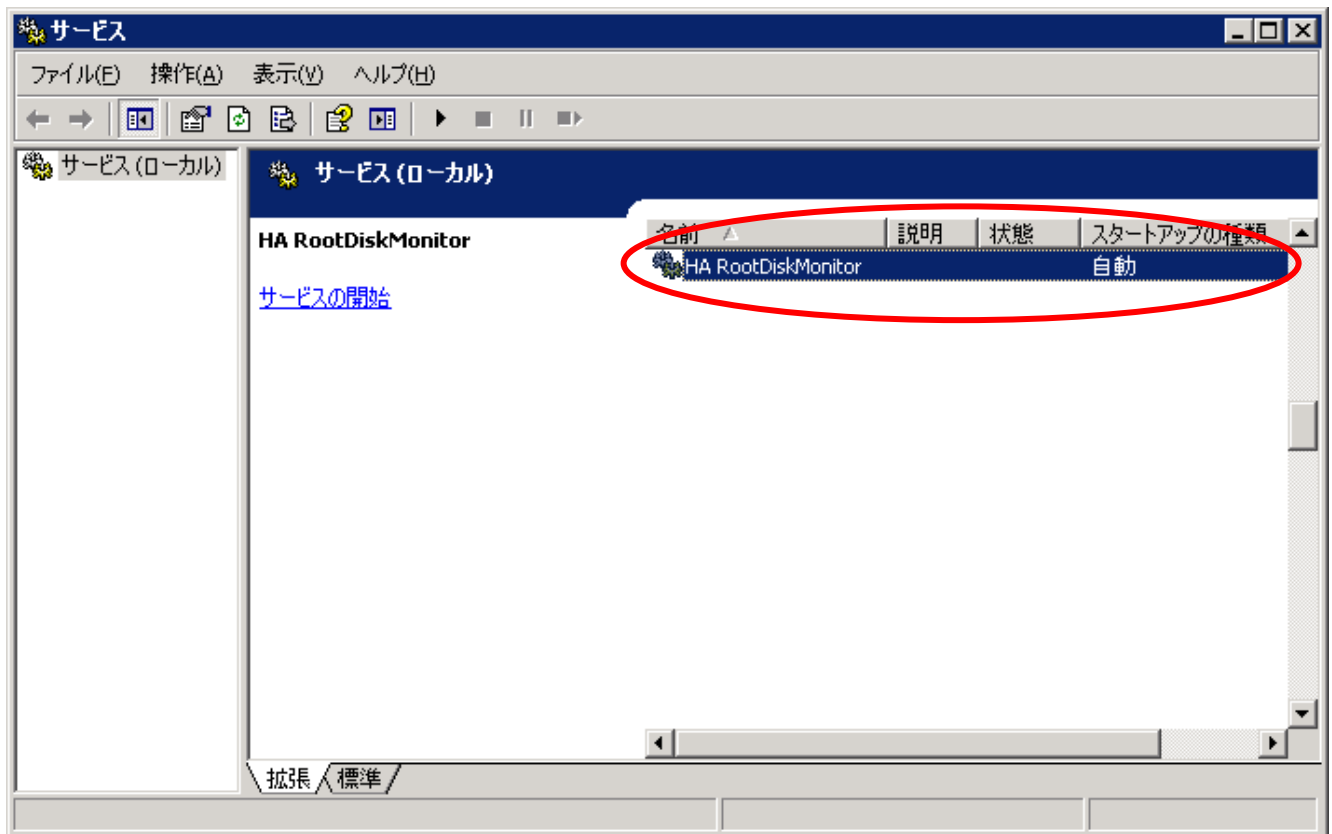 サービス
ファイル(F) 操作(A) 表示(V) ヘルプ(H)
サービス (ローカル)
サービス (ローカル)
HA RootDiskMonitor
サービスの開始
名前 説明 状態 スタートアップの種類
HA RootDiskMonitor 自動
拡張 標準